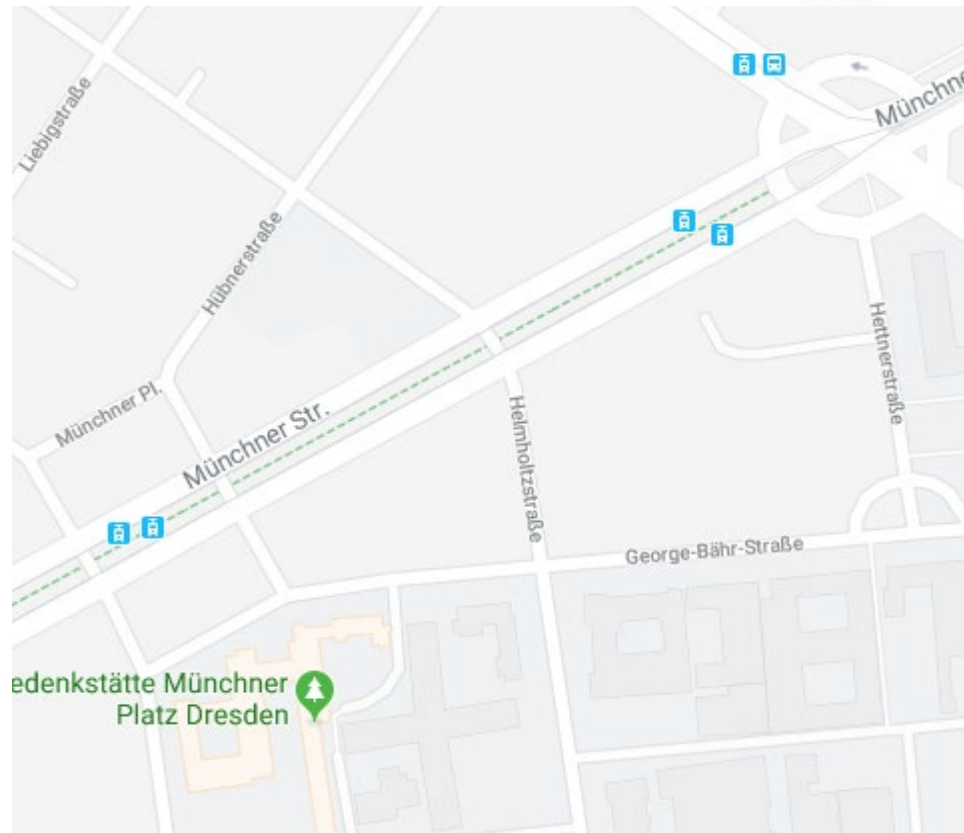 Liebigstraße
Münchne
Hübnerstraße
Hettnerstraße
Münchner Pl.
Münchner Str.
Helmholtzstraße
George-Bähr-Straße
edenkstätte Münchner
Platz Dresden